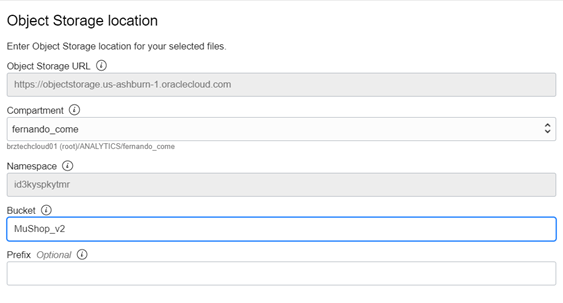 Object Storage location
Enter Object Storage location for your selected files.
Object Storage URL
https://objectstorage.us-ashburn-1.oraclecloud.com
Compartment
fernando_come
brztechcloud01 (root)/ANALYTICS/fernando_come
Namespace
id3kyspkytmr
Bucket
MuShop_v2
Prefix Optional